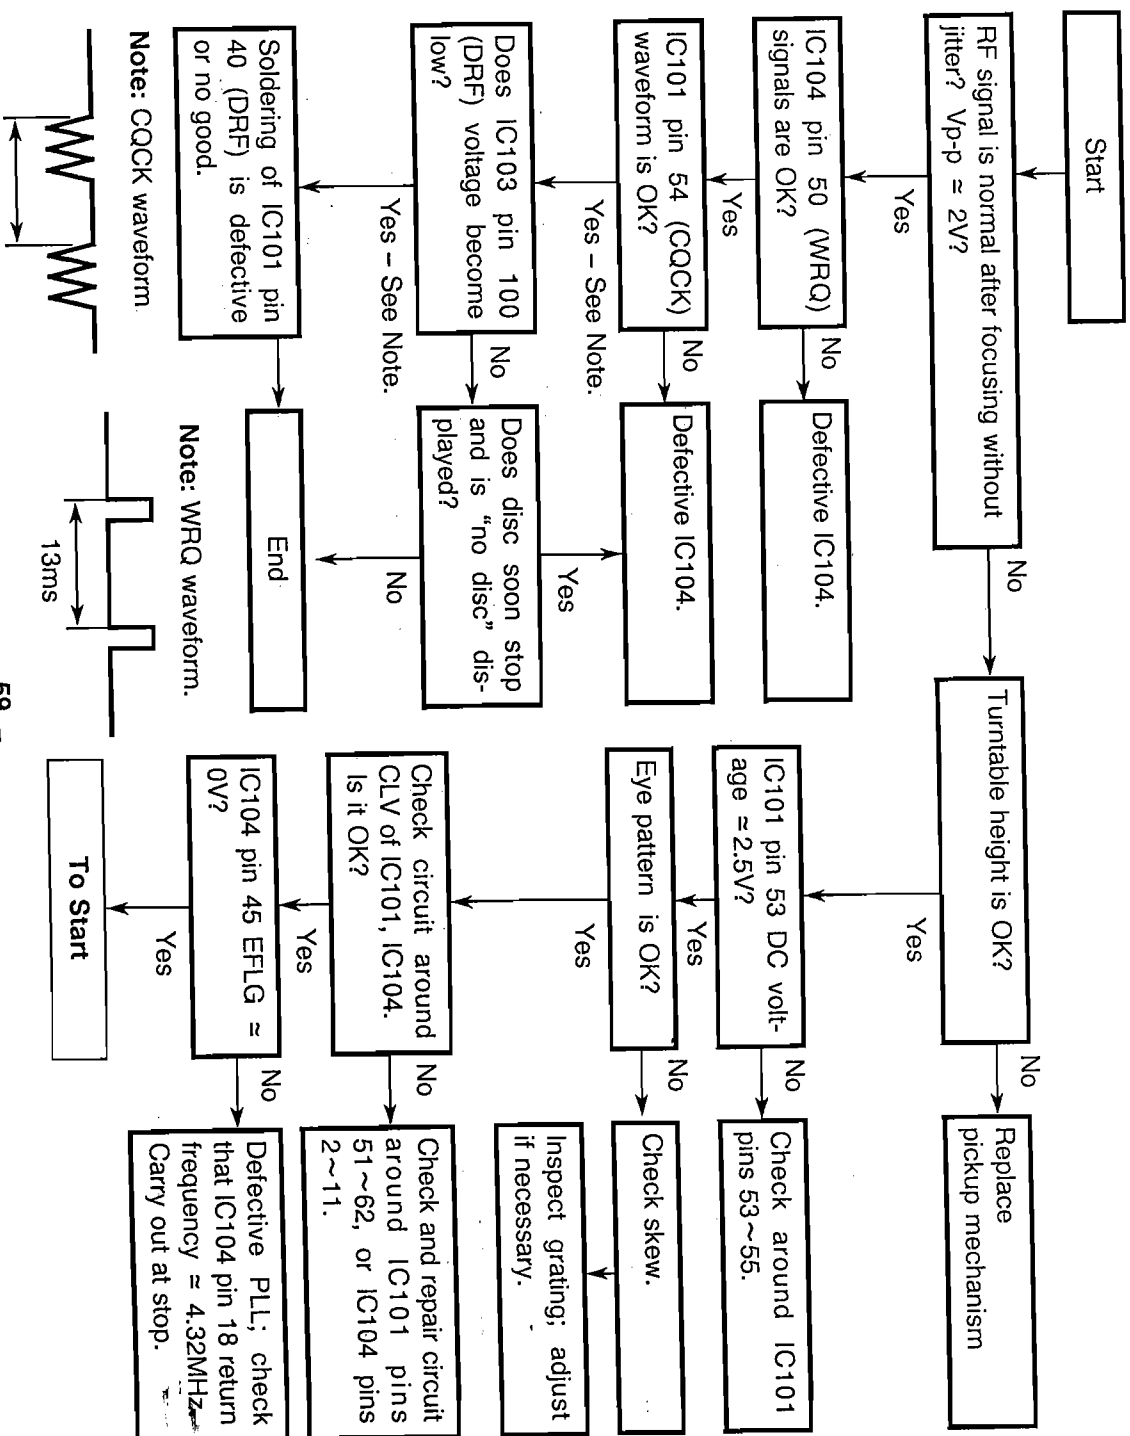 Start
RF signal is normal after focusing without
jitter? Vp-p ≃ 2V?
No
Yes
Turntable height is OK?
No
Yes
Replace
pickup mechanism
IC104 pin 50 (WRQ)
signals are OK?
No
Yes
Defective IC104.
IC101 pin 53 DC volt-
age ≃ 2.5V?
No
Yes
Check around IC101
pins 53~55.
IC101 pin 54 (CQCK)
waveform is OK?
No
Yes – See Note.
Defective IC104.
Yes
Eye pattern is OK?
No
Yes
Check skew.
Inspect grating; adjust
if necessary.
Does IC103 pin 100
(DRF) voltage become
low?
No
Yes – See Note.
Does disc soon stop
and is "no disc" dis-
played?
No
Check circuit around
CLV of IC101, IC104.
Is it OK?
No
Yes
Check and repair circuit
around IC101 pins
51~62, or IC104 pins
2~11.
Soldering of IC101 pin
40 (DRF) is defective
or no good.
End
IC104 pin 45 EFLG ≃
0V?
No
Yes
Defective PLL; check
that IC104 pin 18 return
frequency ≃ 4.32MHz.
Carry out at stop.
To Start
Note: CQCK waveform
Note: WRQ waveform.
13ms
59